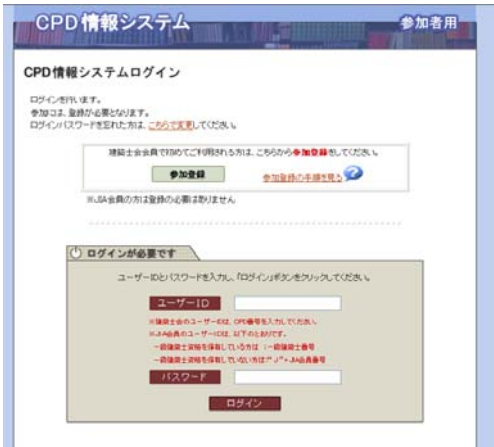 CPD情報システム
参加者用
CPD情報システムログイン
ログインを行います。
参加には、登録が必要となります。
ログインパスワードを忘れた方は、こちらで変更してください。
建築士会会員で初めてご利用される方は、こちらから参加登録をしてください。
参加登録
参加登録の手順を見る
※JIA会員の方は登録の必要はありません
ログインが必要です
ユーザーIDとパスワードを入力し、「ログイン」ボタンをクリックしてください。
ユーザーID
※建築士会のユーザーIDは、CPD番号を入力してください。
※JIA会員のユーザーIDは、以下のとおりです。
一級建築士資格を保有している方は：一級建築士番号
一級建築士資格を保有していない方は:"J"+JIA会員番号
パスワード
ログイン